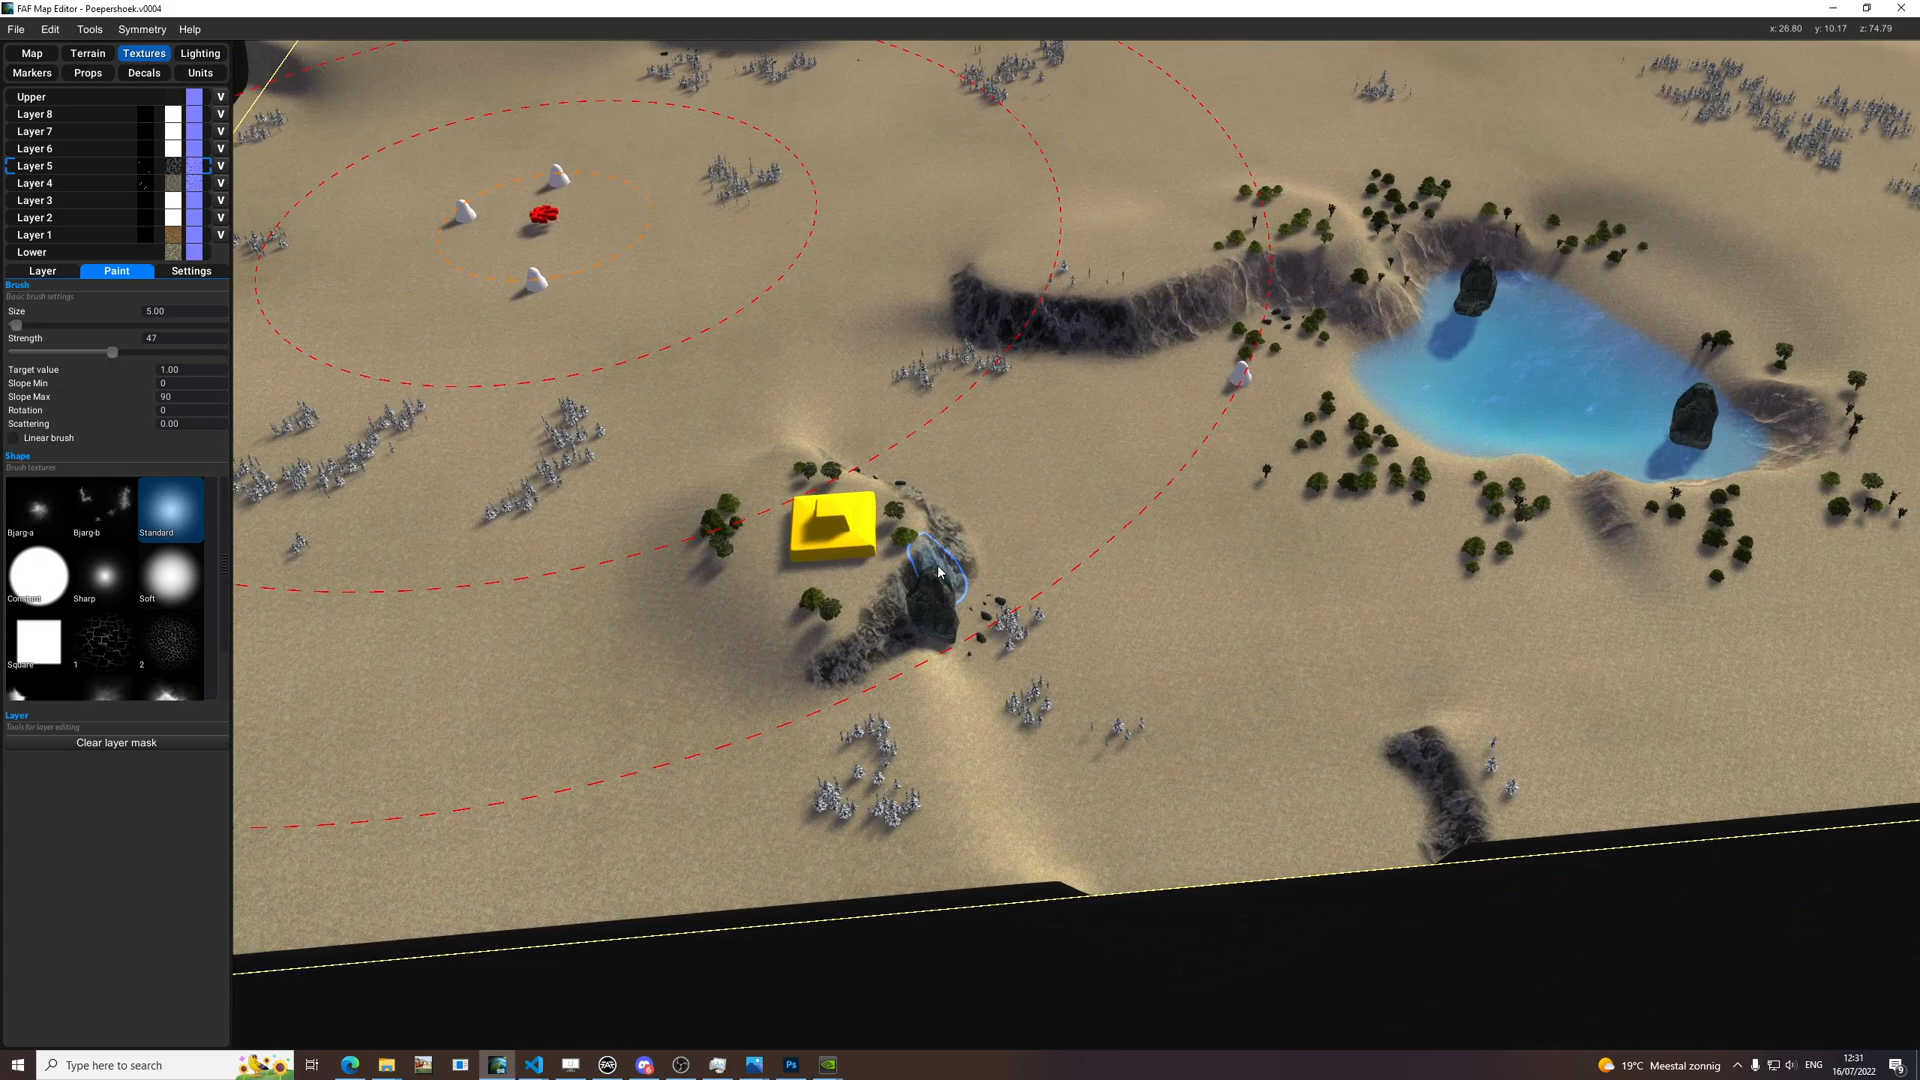 FAF Map Editor - Poepershoek.v0004
File Edit Tools Symmetry Help
x: 26.80 y: 10.17 z: 74.79
Map Terrain Textures Lighting
Markers Props Decals Units
Upper V
Layer 8 V
Layer 7 V
Layer 6 V
Layer 5 V
Layer 4 V
Layer 3 V
Layer 2 V
Layer 1 V
Lower
Layer Paint Settings
Brush
Basic brush settings
Size 5.00
Strength 47
Target value 1.00
Slope Min 0
Slope Max 90
Rotation 0
Scattering 0.00
Linear brush
Shape
Brush textures
Bjarg-a Bjarg-b Standard
Constant Sharp Soft
Square 1 2
Layer
Tools for layer editing
Clear layer mask
Type here to search
FAF
Ps
19°C Meestal zonnig
ENG
12:31
16/07/2022
9